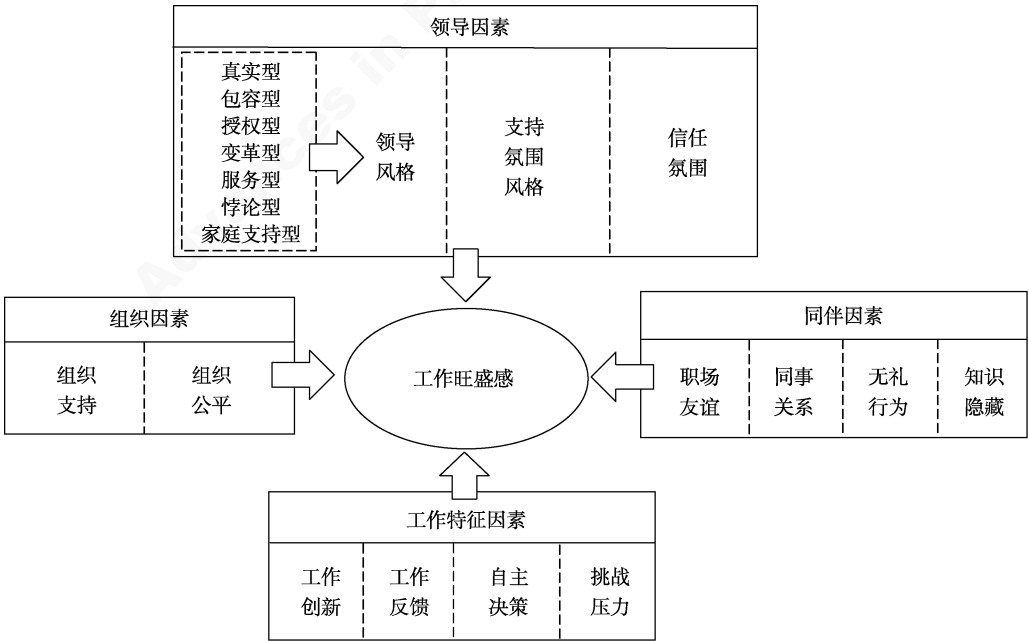 领导因素
真实型
包容型
授权型
变革型
服务型
悖论型
家庭支持型
领导
风格
支持
氛围
风格
信任
氛围
组织因素
组织
支持
组织
公平
工作旺盛感
同伴因素
职场
友谊
同事
关系
无礼
行为
知识
隐藏
工作特征因素
工作
创新
工作
反馈
自主
决策
挑战
压力